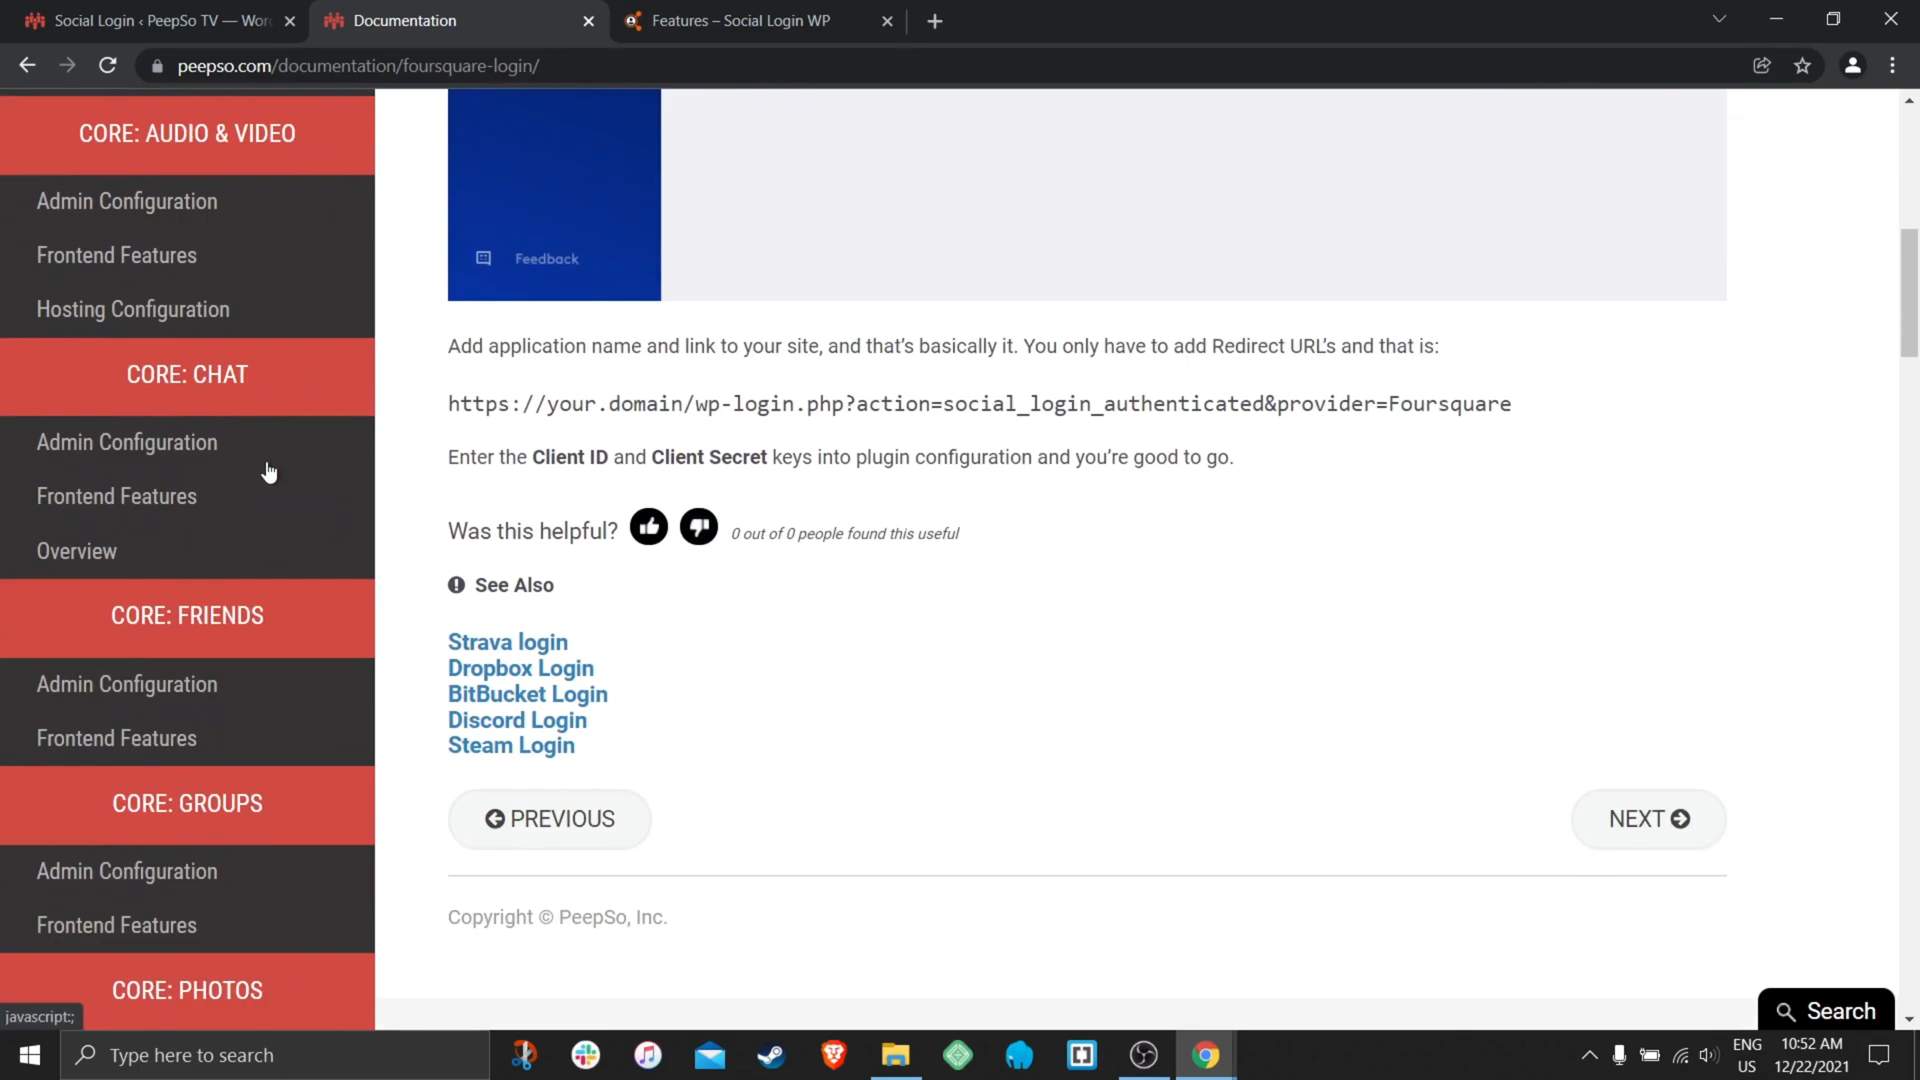 Social Login ‹ PeepSo TV — Wor
Documentation
Features – Social Login WP
peepso.com/documentation/foursquare-login/
CORE: AUDIO & VIDEO
Admin Configuration
Frontend Features
Hosting Configuration
CORE: CHAT
Admin Configuration
Frontend Features
Overview
CORE: FRIENDS
Admin Configuration
Frontend Features
CORE: GROUPS
Admin Configuration
Frontend Features
CORE: PHOTOS
javascript:;
Feedback
Add application name and link to your site, and that’s basically it. You only have to add Redirect URL’s and that is:
https://your.domain/wp-login.php?action=social_login_authenticated&provider=Foursquare
Enter the Client ID and Client Secret keys into plugin configuration and you’re good to go.
Was this helpful? 0 out of 0 people found this useful
See Also
Strava login
Dropbox Login
BitBucket Login
Discord Login
Steam Login
PREVIOUS
NEXT
Copyright © PeepSo, Inc.
Search
Type here to search
ENG
US
10:52 AM
12/22/2021